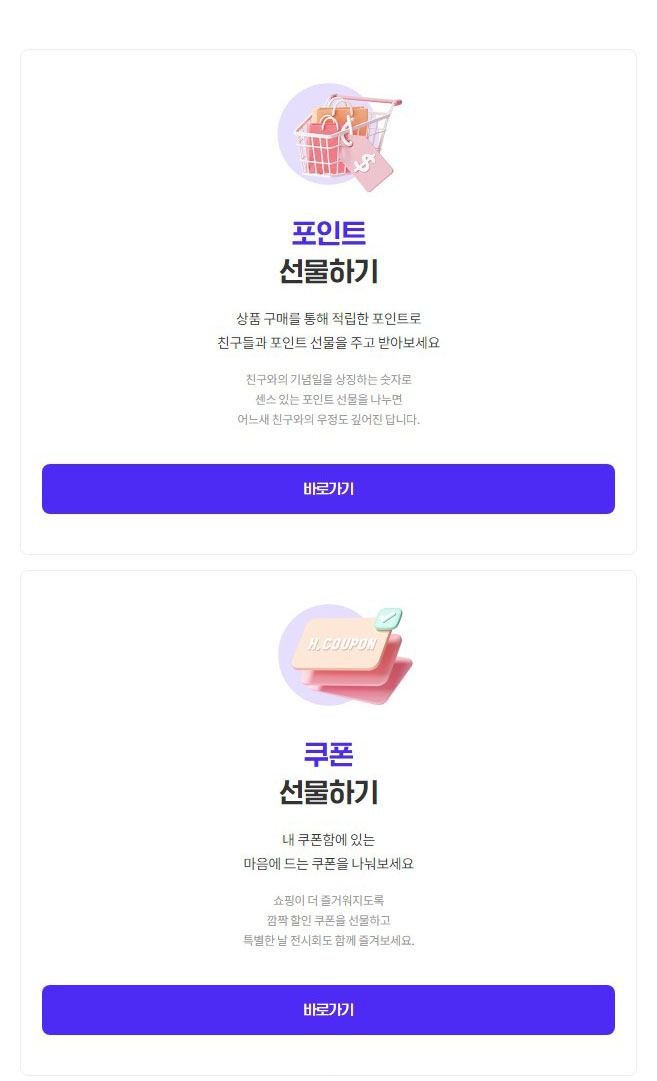 $
포인트
선물하기
상품 구매를 통해 적립한 포인트로
친구들과 포인트 선물을 주고 받아보세요
친구와의 기념일을 상징하는 숫자로
센스 있는 포인트 선물을 나누면
어느새 친구와의 우정도 깊어진 답니다.
바로가기
H.COUPON
쿠폰
선물하기
내 쿠폰함에 있는
마음에 드는 쿠폰을 나눠보세요
쇼핑이 더 즐거워지도록
깜짝 할인 쿠폰을 선물하고
특별한 날 전시회도 함께 즐겨보세요.
바로가기